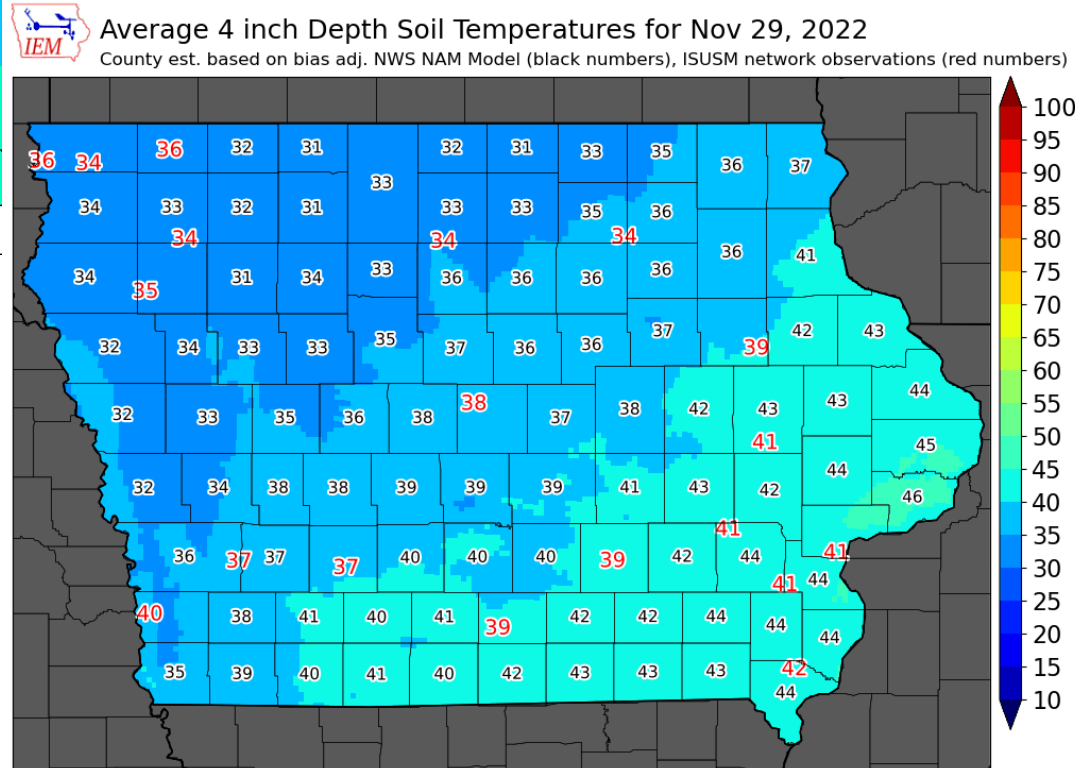 IEM
Average 4 inch Depth Soil Temperatures for Nov 29, 2022
County est. based on bias adj. NWS NAM Model (black numbers), ISUSM network observations (red numbers)
36 34 36 32 31 32 31 33 35 36 37
33
34 33 32 31 33 33 35 36
34 34 34
36 41
34 35 31 34 33 36 36 36 36
32 34 33 33 35 37 36 36 37 39 42 43
32 33 35 36 38 38 37 38 42 43 43 44
41 45
32 34 38 38 39 39 39 41 43 42 44 46
41
36 37 37 37 40 40 40 39 42 44 41
41 44
40 38 41 40 41 39 42 42 44 44 44
35 39 40 41 40 42 43 43 43 42
44
100
95
90
85
80
75
70
65
60
55
50
45
40
35
30
25
20
15
10